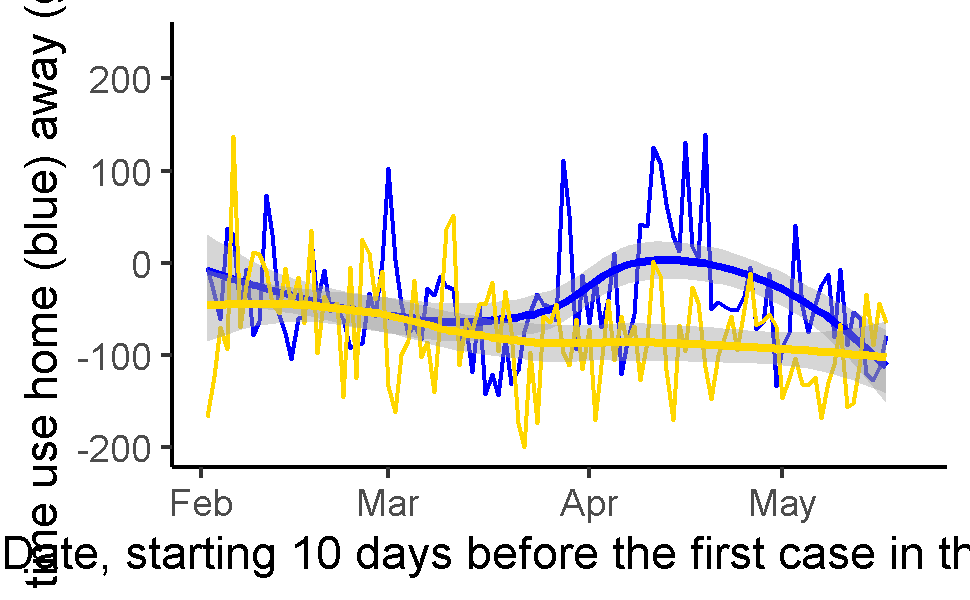 time use home (blue) away (
200
100
0
-100
-200
Feb Mar Apr May
Date, starting 10 days before the first case in th